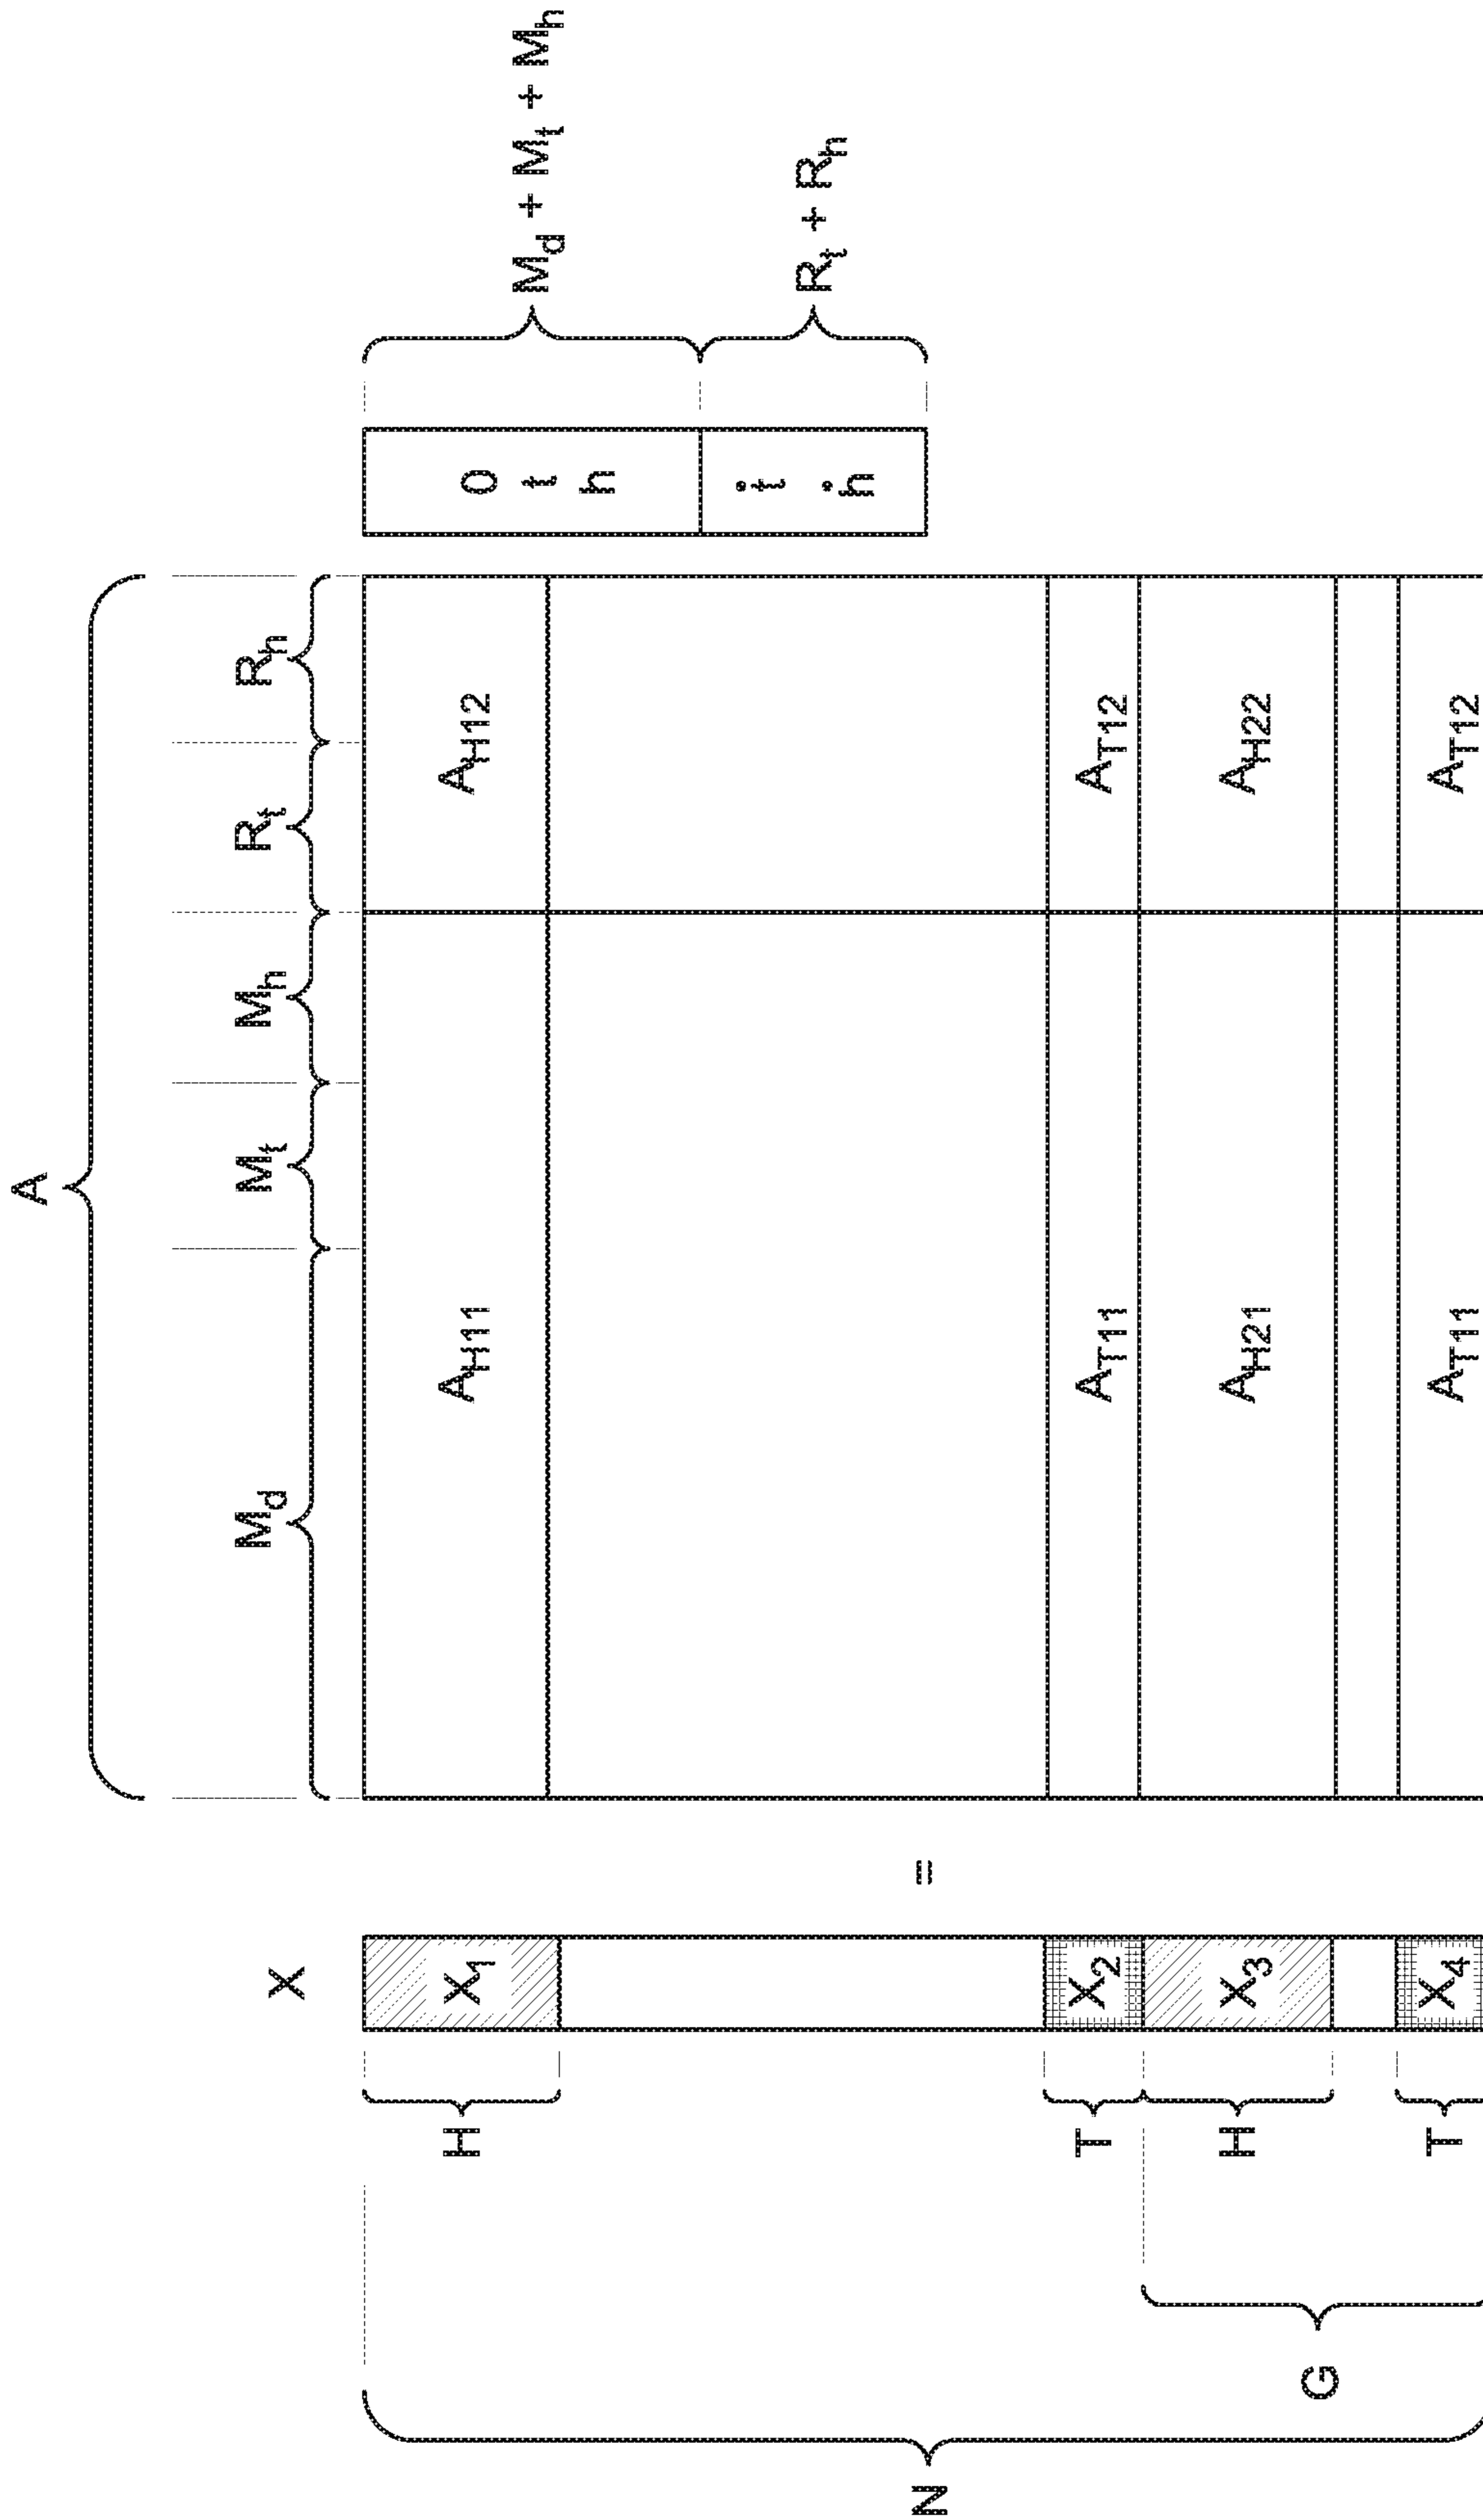 A
X
M_d M_t M_h R_t R_h
M_d + M_t + M_h
R_t + R_h
N
G
H
T
H
T
X_1
X_2
X_3
X_4
=
A_H11 A_H12
A_T11 A_T12
A_H21 A_H22
A_T11 A_T12
0
t
h
ṫ
ḣ